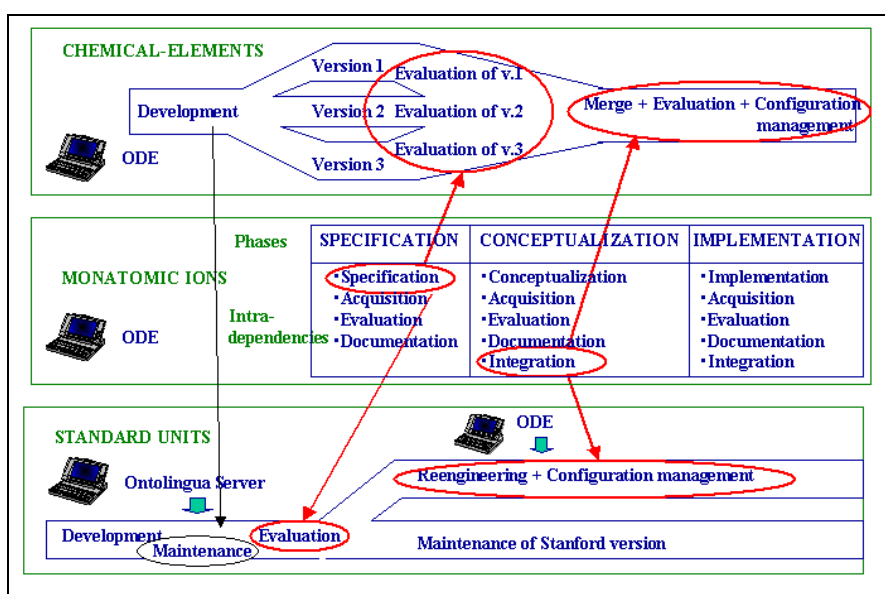 CHEMICAL-ELEMENTS
Version 1
Evaluation of v.1
Development
Version 2
Evaluation of v.2
Merge + Evaluation + Configuration
management
ODE
Version 3
Evaluation of v.3
Phases
SPECIFICATION
CONCEPTUALIZATION
IMPLEMENTATION
MONATOMIC IONS
ODE
Intra-
dependencies
·Specification
·Acquisition
·Evaluation
·Documentation
·Conceptualization
·Acquisition
·Evaluation
·Documentation
·Integration
·Implementation
·Acquisition
·Evaluation
·Documentation
·Integration
STANDARD UNITS
ODE
Ontolingua Server
Reengineering + Configuration management
Development
Maintenance
Evaluation
Maintenance of Stanford version